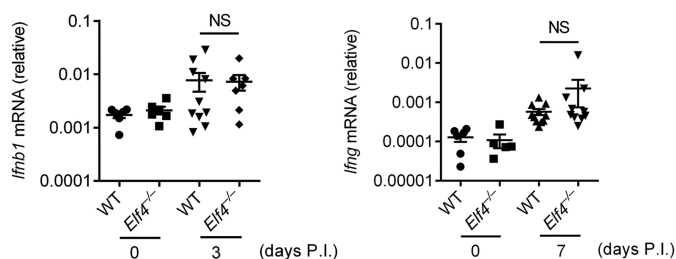 Ifnb1 mRNA (relative)
0.1
0.01
0.001
0.0001
NS
WT
Elf4−/−
WT
Elf4−/−
0
3
(days P.I.)
Ifng mRNA (relative)
0.1
0.01
0.001
0.0001
0.00001
NS
WT
Elf4−/−
WT
Elf4−/−
0
7
(days P.I.)